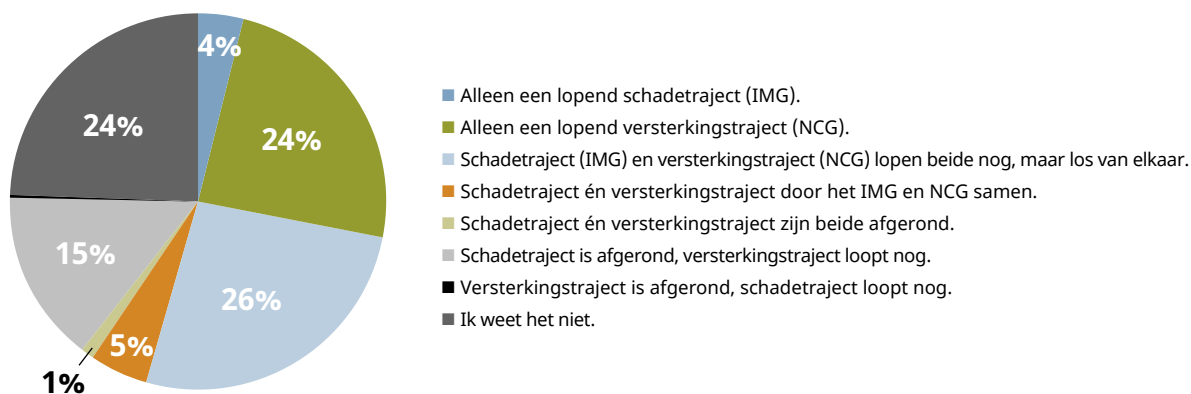 4%
24%
26%
5%
1%
15%
24%
Alleen een lopend schadetraject (IMG).
Alleen een lopend versterkingstraject (NCG).
Schadetraject (IMG) en versterkingstraject (NCG) lopen beide nog, maar los van elkaar.
Schadetraject én versterkingstraject door het IMG en NCG samen.
Schadetraject én versterkingstraject zijn beide afgerond.
Schadetraject is afgerond, versterkingstraject loopt nog.
Versterkingstraject is afgerond, schadetraject loopt nog.
Ik weet het niet.